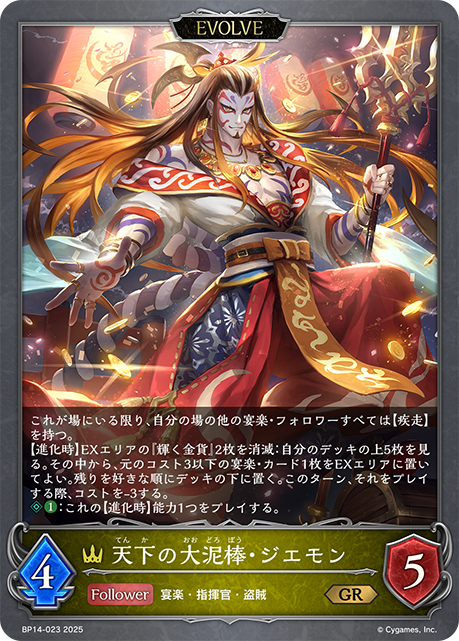 EVOLVE
これが場にいる限り、自分の場の他の宴楽・フォロワーすべては【疾走】
を持つ。
【進化時】EXエリアの『輝く金貨』2枚を消滅:自分のデッキの上5枚を見
る。その中から、元のコスト3以下の宴楽・カード1枚をEXエリアに置い
てよい。残りを好きな順にデッキの下に置く。このターン、それをプレイ
する際、コストを-3する。
1:これの【進化時】能力1つをプレイする。
てんか おおどろぼう
天下の大泥棒・ジエモン
4
5
Follower 宴楽・指揮官・盗賊 GR
BP14-023 2025 © Cygames, Inc.